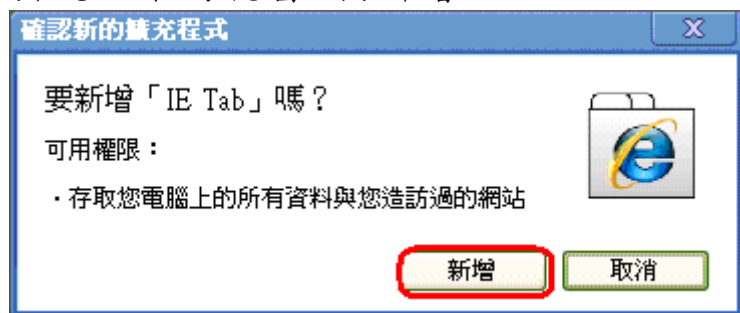 確認新的擴充程式
要新增「IE Tab」嗎？
可用權限：
・存取您電腦上的所有資料與您造訪過的網站
新增
取消